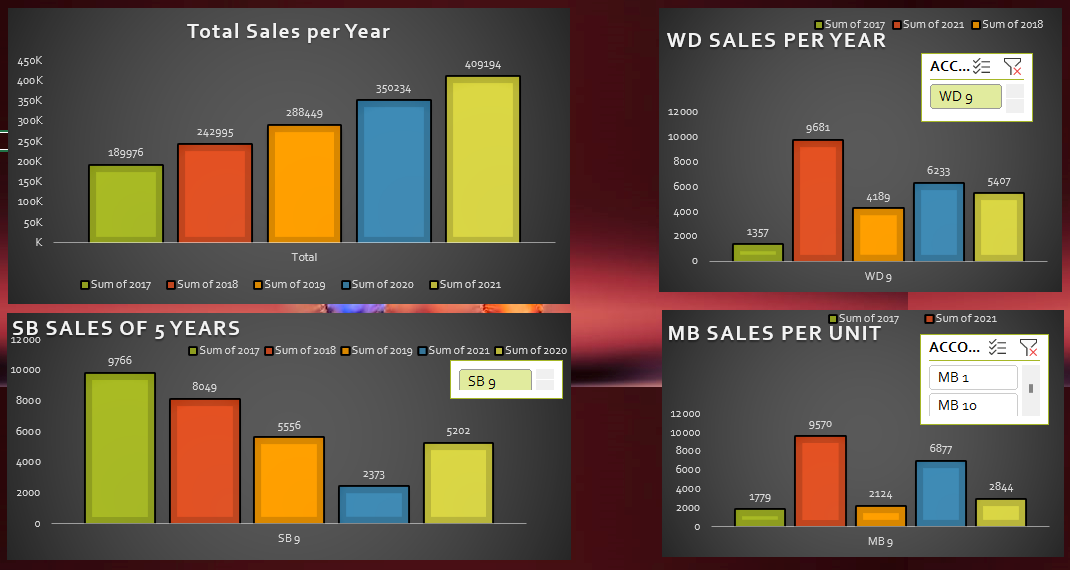 Total Sales per Year
450K
400K
350K
300K
250K
200K
150K
100K
50K
K
189976
242995
288449
350234
409194
Total
Sum of 2017 Sum of 2018 Sum of 2019 Sum of 2020 Sum of 2021
Sum of 2017 Sum of 2021 Sum of 2018
WD SALES PER YEAR
ACC...
WD 9
12000
10000
8000
6000
4000
2000
0
1357
9681
4189
6233
5407
WD 9
SB SALES OF 5 YEARS
Sum of 2017 Sum of 2018 Sum of 2019 Sum of 2021 Sum of 2020
SB 9
12000
10000
8000
6000
4000
2000
0
9766
8049
5556
2373
5202
SB 9
Sum of 2017 Sum of 2021
MB SALES PER UNIT
ACCO...
MB 1
MB 10
12000
10000
8000
6000
4000
2000
0
1779
9570
2124
6877
2844
MB 9